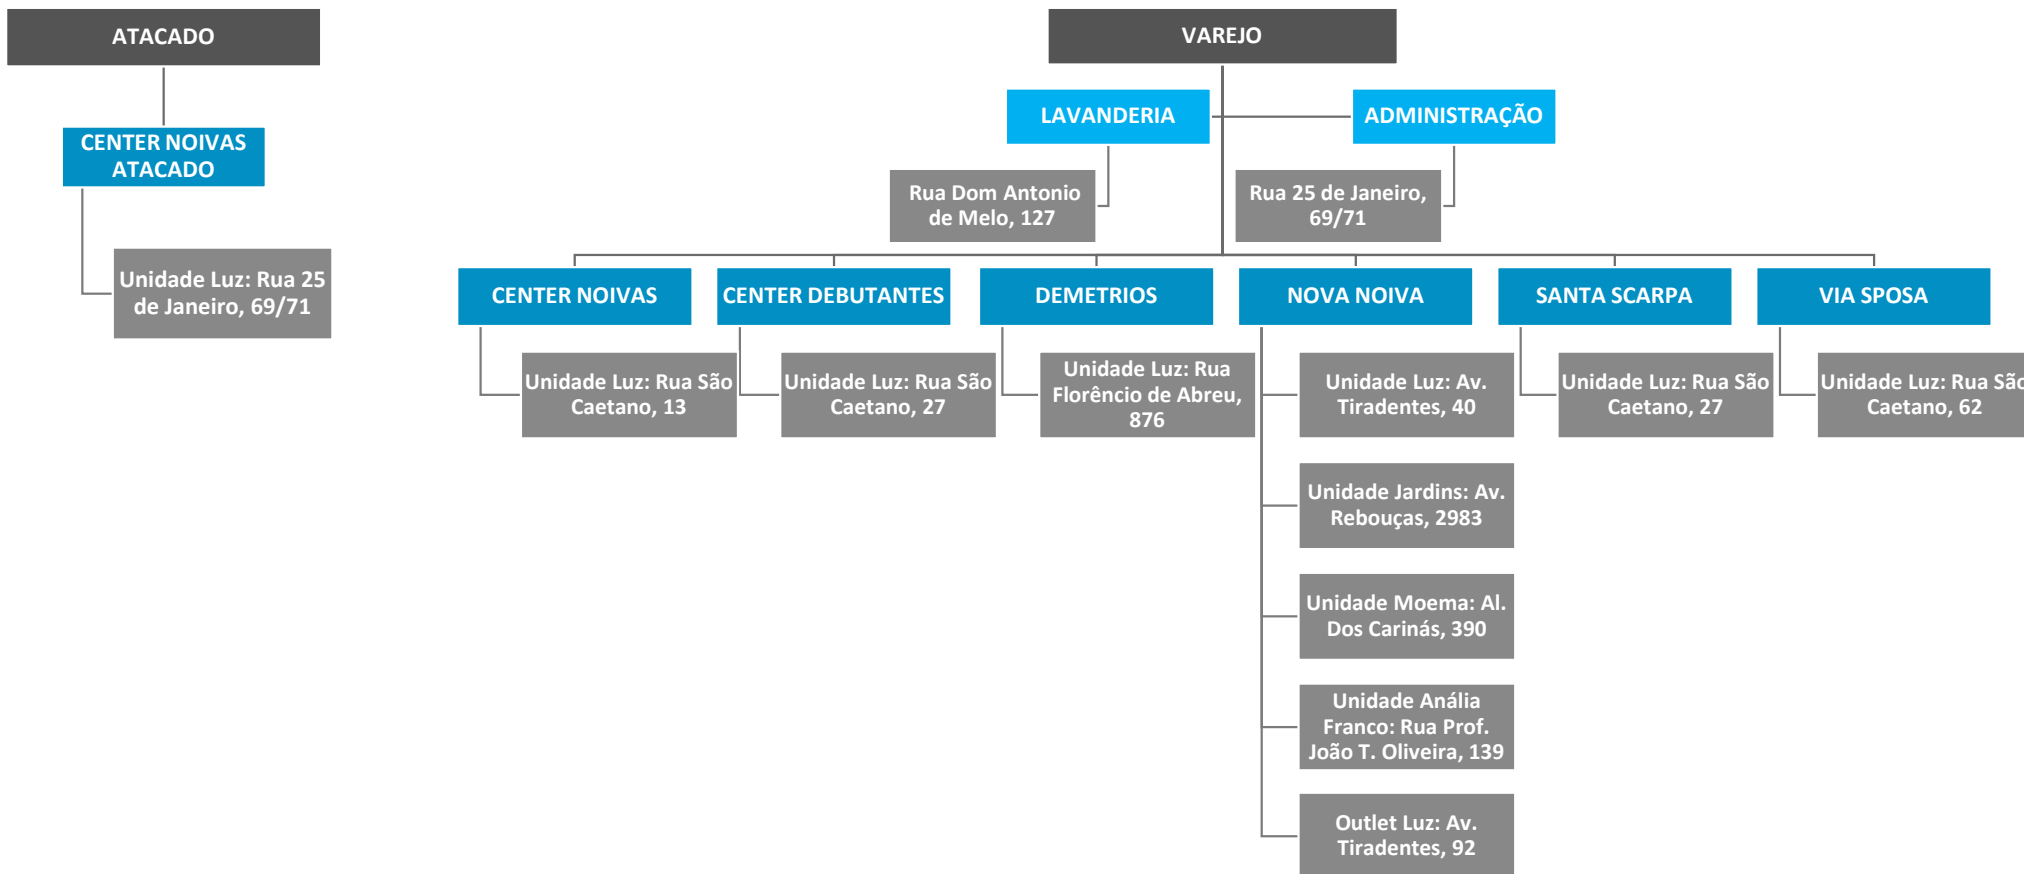 ATACADO
CENTER NOIVAS
ATACADO
Unidade Luz: Rua 25
de Janeiro, 69/71
VAREJO
LAVANDERIA
ADMINISTRAÇÃO
Rua Dom Antonio
de Melo, 127
Rua 25 de Janeiro,
69/71
CENTER NOIVAS
Unidade Luz: Rua São
Caetano, 13
CENTER DEBUTANTES
Unidade Luz: Rua São
Caetano, 27
DEMETRIOS
Unidade Luz: Rua
Florêncio de Abreu,
876
NOVA NOIVA
Unidade Luz: Av.
Tiradentes, 40
Unidade Jardins: Av.
Rebouças, 2983
Unidade Moema: Al.
Dos Carinás, 390
Unidade Anália
Franco: Rua Prof.
João T. Oliveira, 139
Outlet Luz: Av.
Tiradentes, 92
SANTA SCARPA
Unidade Luz: Rua São
Caetano, 27
VIA SPOSA
Unidade Luz: Rua São
Caetano, 62